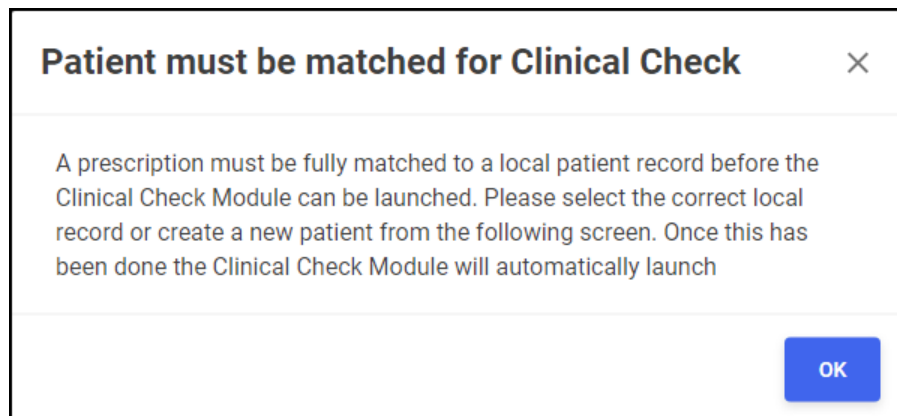 Patient must be matched for Clinical Check
A prescription must be fully matched to a local patient record before the
Clinical Check Module can be launched. Please select the correct local
record or create a new patient from the following screen. Once this has
been done the Clinical Check Module will automatically launch
OK